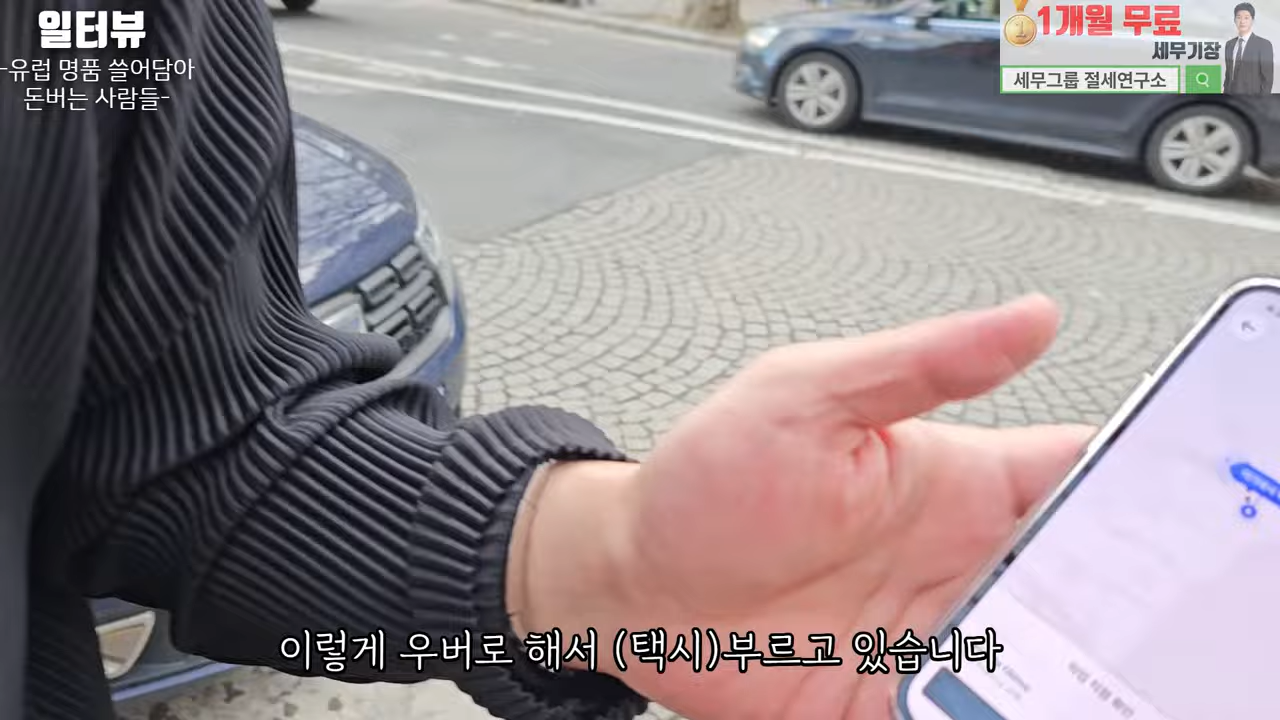 일터뷰
-유럽 명품 쓸어담아
돈버는 사람들-
1
1개월 무료
세무기장
세무그룹 절세연구소
이렇게 우버로 해서 (택시)부르고 있습니다